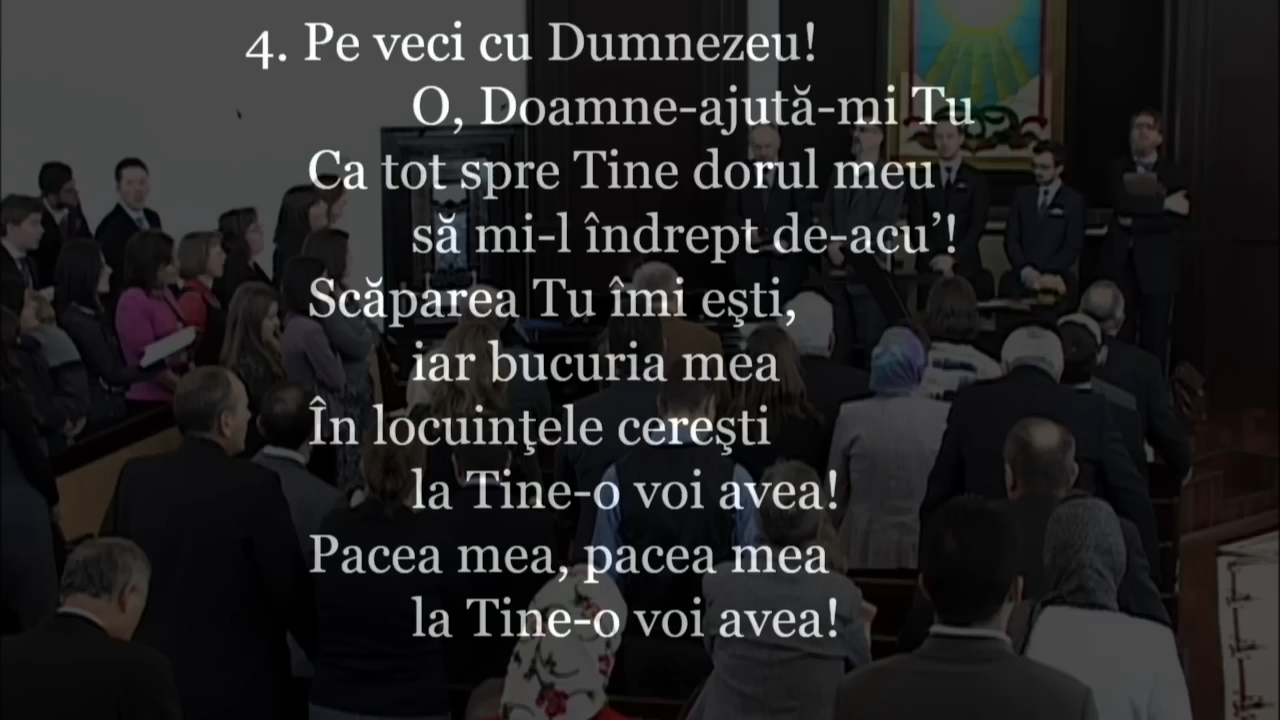 4. Pe veci cu Dumnezeu!
O, Doamne-ajută-mi Tu
Ca tot spre Tine dorul meu
să mi-l îndrept de-acu’!
Scăparea Tu îmi eşti,
iar bucuria mea
În locuinţele cereşti
la Tine-o voi avea!
Pacea mea, pacea mea
la Tine-o voi avea!